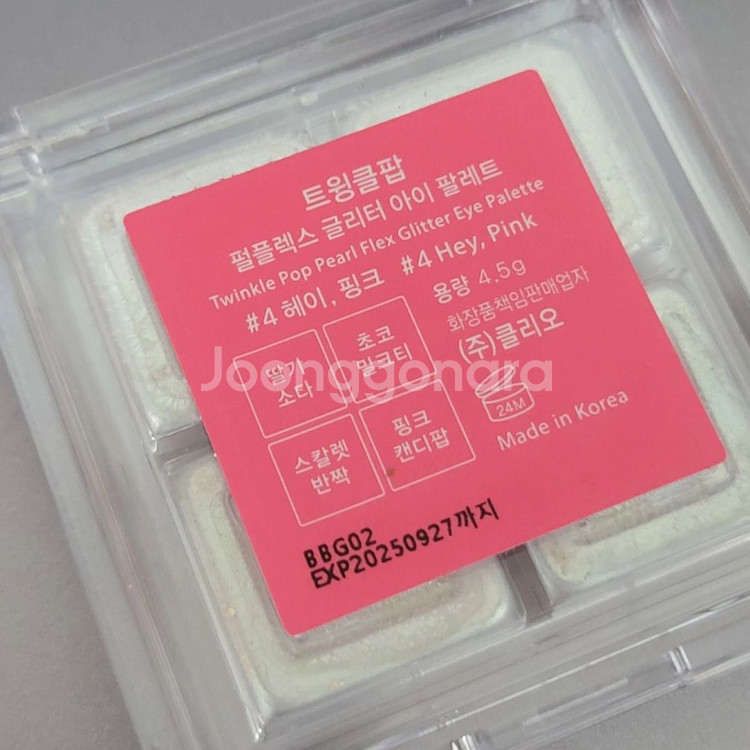 트윙클팝
펄플렉스 글리터 아이 팔레트
Twinkle Pop Pearl Flex Glitter Eye Palette
#4 헤이, 핑크 #4 Hey, Pink
용량 4.5g
화장품책임판매업자
(주)클리오
딸기
소다
초코
밀크티
스칼렛
반짝
핑크
캔디팝
24M
Made in Korea
BBG02
EXP20250927까지
Joonggonara